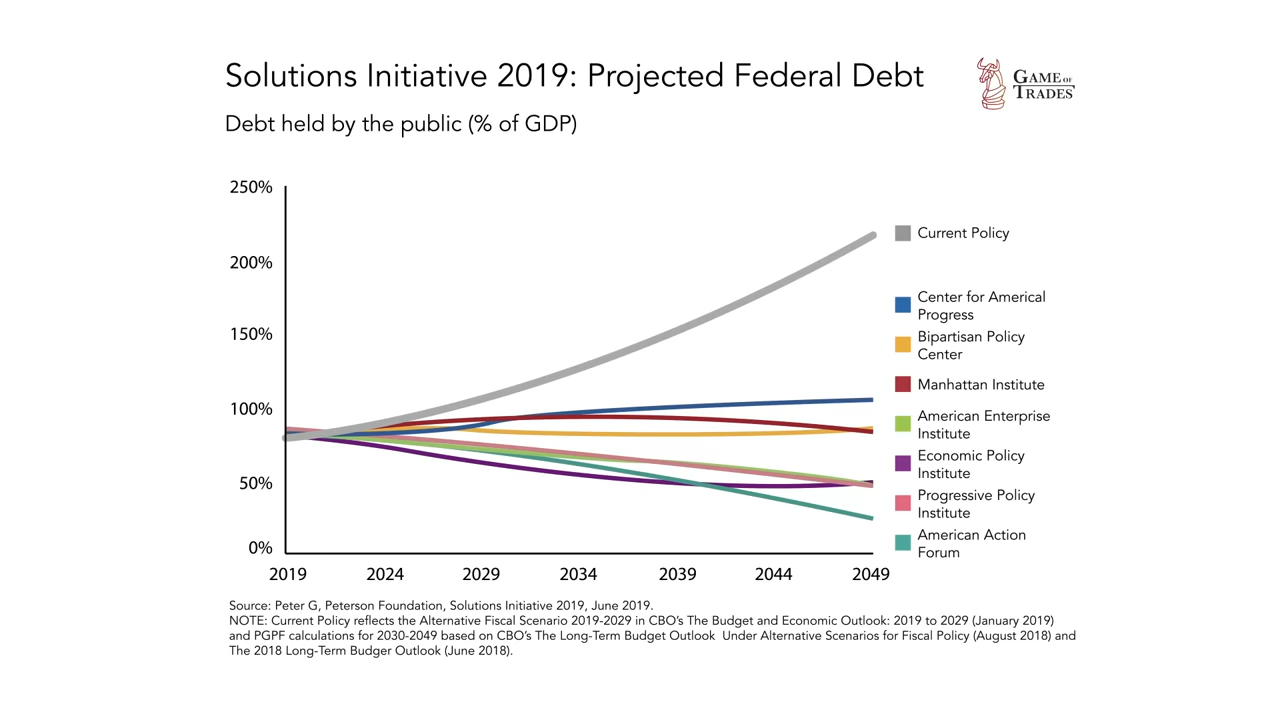 Solutions Initiative 2019: Projected Federal Debt
GAME OF
TRADES
Debt held by the public (% of GDP)
250%
200%
150%
100%
50%
0%
2019 2024 2029 2034 2039 2044 2049
Current Policy
Center for Americal
Progress
Bipartisan Policy
Center
Manhattan Institute
American Enterprise
Institute
Economic Policy
Institute
Progressive Policy
Institute
American Action
Forum
Source: Peter G, Peterson Foundation, Solutions Initiative 2019, June 2019.
NOTE: Current Policy reflects the Alternative Fiscal Scenario 2019-2029 in CBO's The Budget and Economic Outlook: 2019 to 2029 (January 2019)
and PGPF calculations for 2030-2049 based on CBO's The Long-Term Budget Outlook Under Alternative Scenarios for Fiscal Policy (August 2018) and
The 2018 Long-Term Budger Outlook (June 2018).